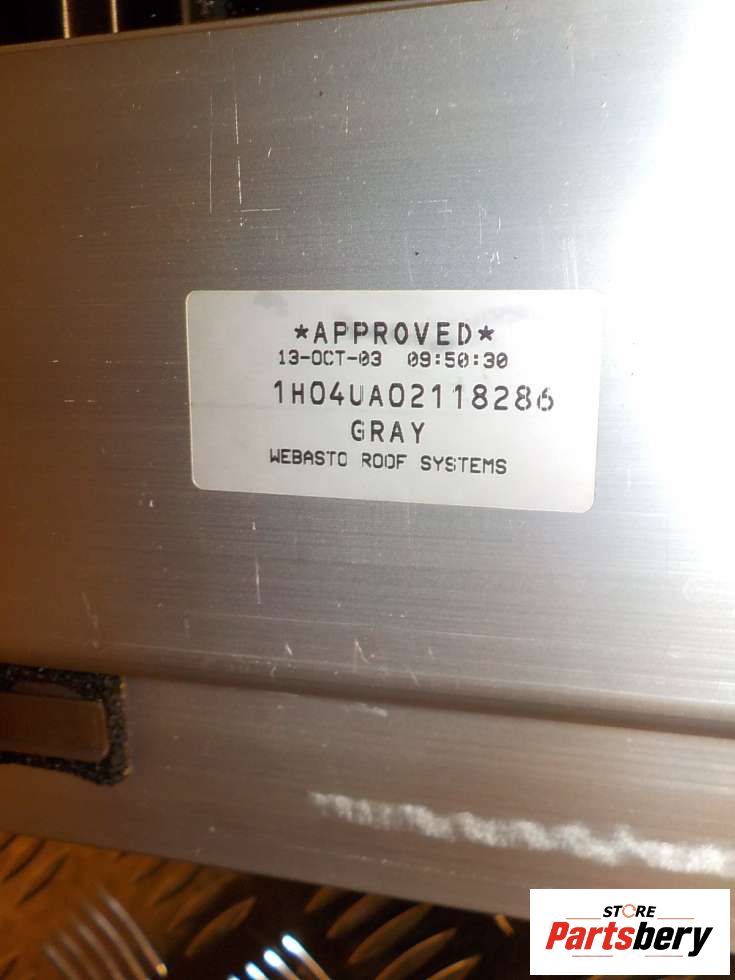 *APPROVED*
13-OCT-03 09:50:30
1H04UA02118286
GRAY
WEBASTO ROOF SYSTEMS
STORE
Partsbery